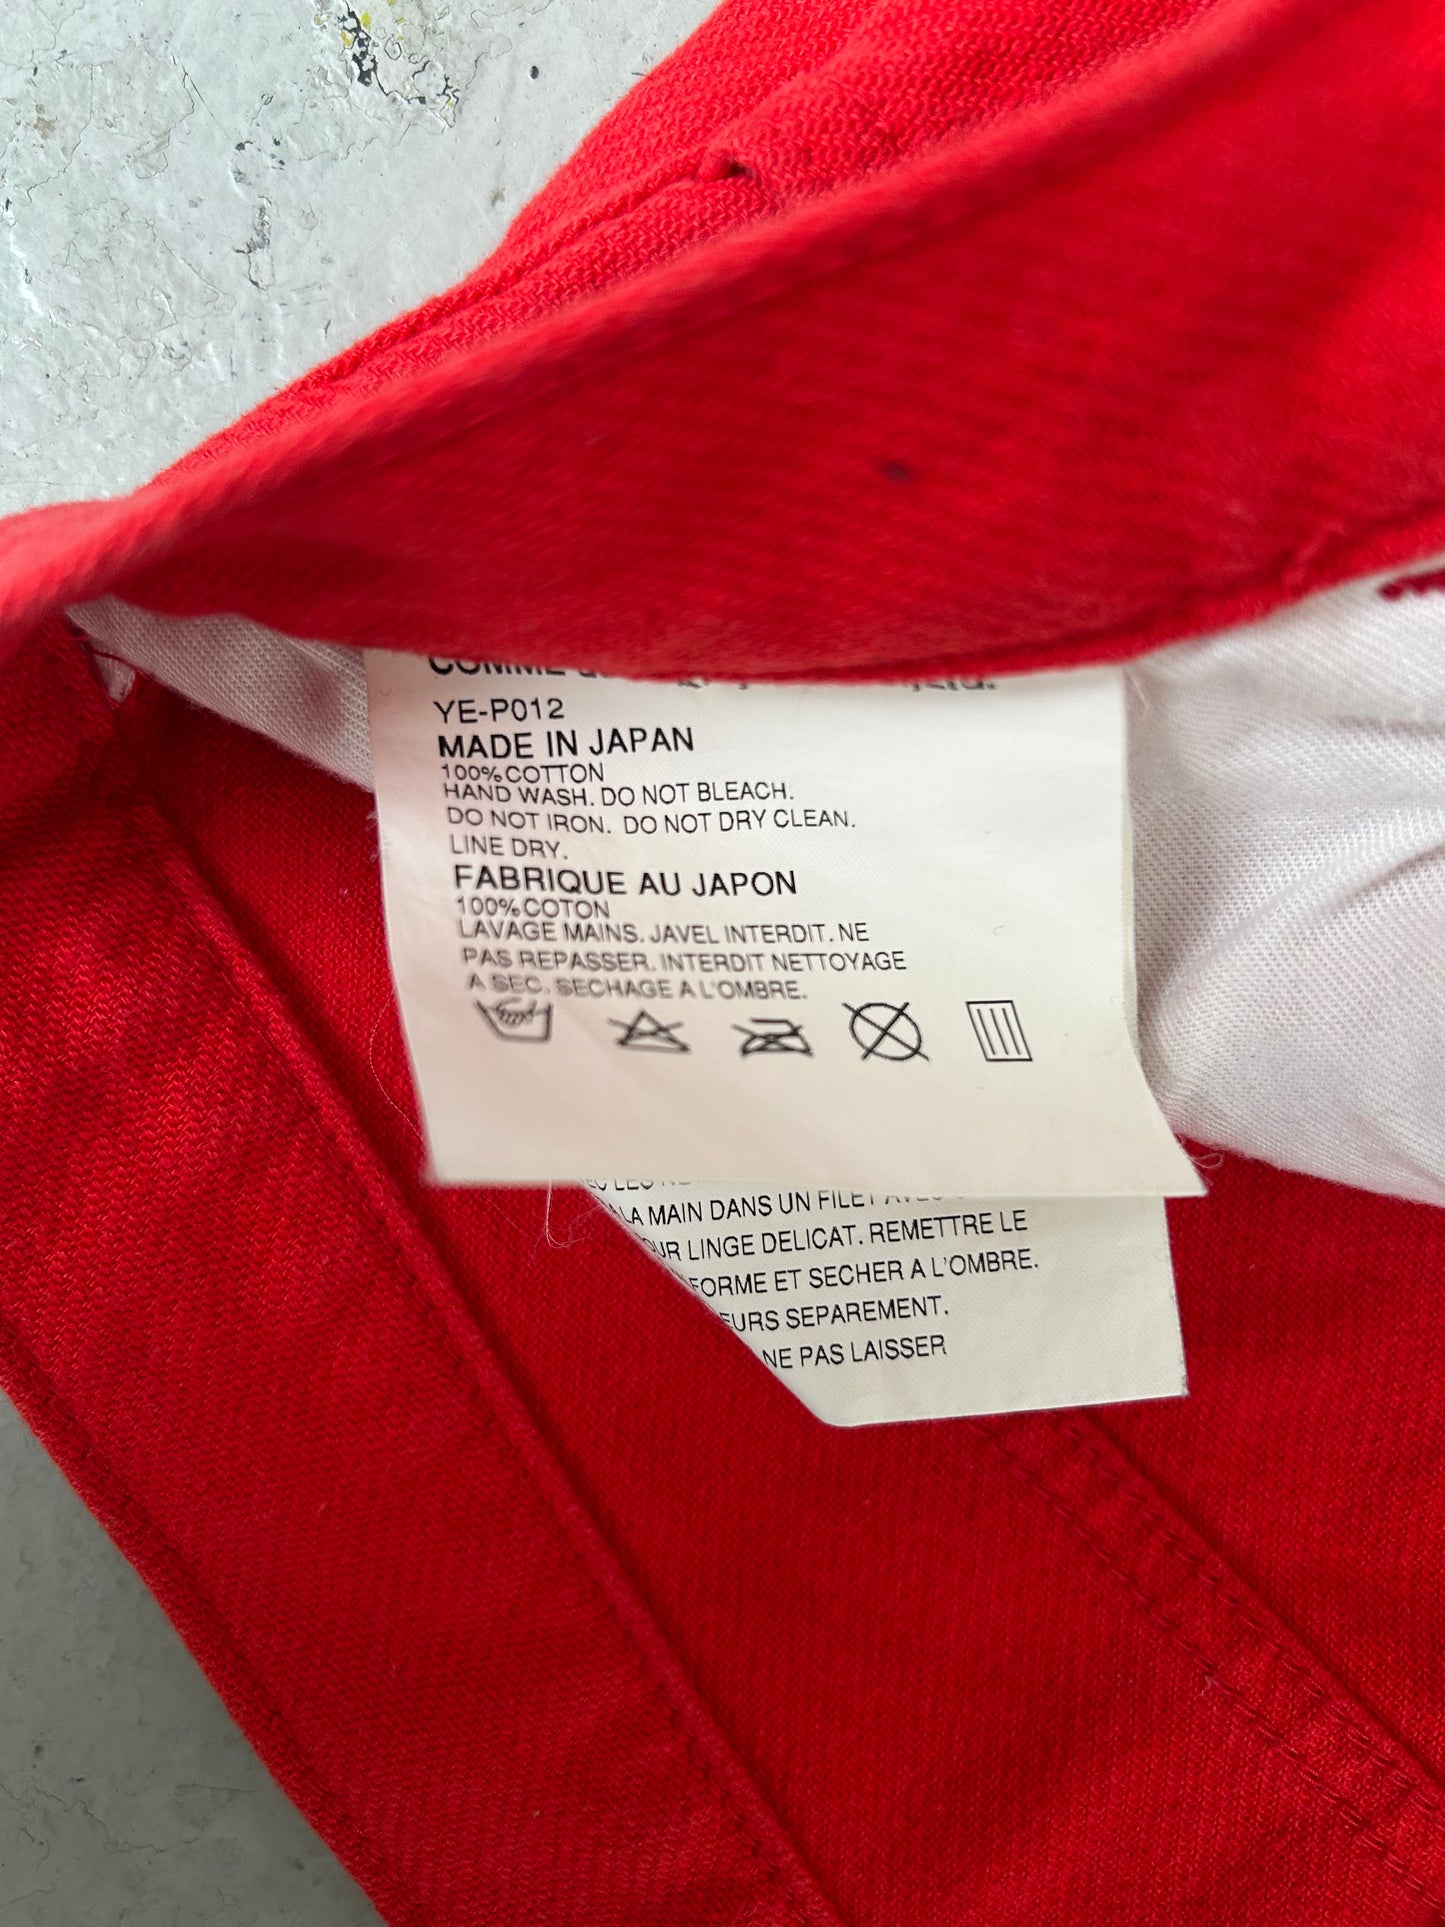 COMME
YE-P012
MADE IN JAPAN
100% COTTON
HAND WASH. DO NOT BLEACH.
DO NOT IRON. DO NOT DRY CLEAN.
LINE DRY.
FABRIQUE AU JAPON
100% COTON
LAVAGE MAINS. JAVEL INTERDIT. NE
PAS REPASSER. INTERDIT NETTOYAGE
A SEC. SECHAGE A L'OMBRE.
LA MAIN DANS UN FILET
LINGE DELICAT. REMETTRE LE
FORME ET SECHER A L'OMBRE.
SEPAREMENT.
NE PAS LAISSER